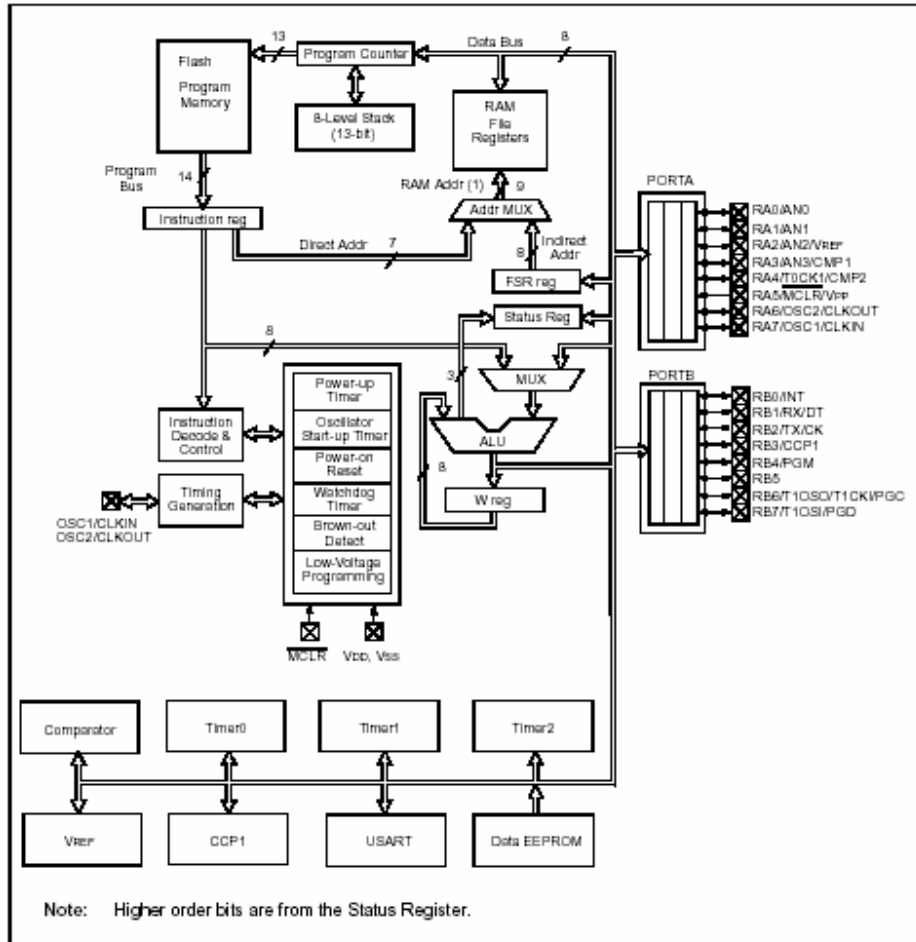 13
Program Counter
Data Bus
8
Flash
Program
Memory
8-Level Stack
(13-bit)
RAM
File
Registers
Program
Bus
14
RAM Addr (1)
9
Addr MUX
Instruction reg
Direct Addr
7
Indirect
Addr
8
FSR reg
Status Reg
8
3
MUX
ALU
8
W reg
Instruction
Decode &
Control
Timing
Generation
OSC1/CLKIN
OSC2/CLKOUT
Power-up
Timer
Oscillator
Start-up Timer
Power-on
Reset
Watchdog
Timer
Brown-out
Detect
Low-Voltage
Programming
MCLR
VDD, VSS
PORTA
RA0/AN0
RA1/AN1
RA2/AN2/VREF
RA3/AN3/CMP1
RA4/T0CK1/CMP2
RA5/MCLR/VPP
RA6/OSC2/CLKOUT
RA7/OSC1/CLKIN
PORTB
RB0/INT
RB1/RX/DT
RB2/TX/CK
RB3/CCP1
RB4/PGM
RB5
RB6/T1OSO/T1CKI/PGC
RB7/T1OSI/PGD
Comparator
Timer0
Timer1
Timer2
VREF
CCP1
USART
Data EEPROM
Note: Higher order bits are from the Status Register.